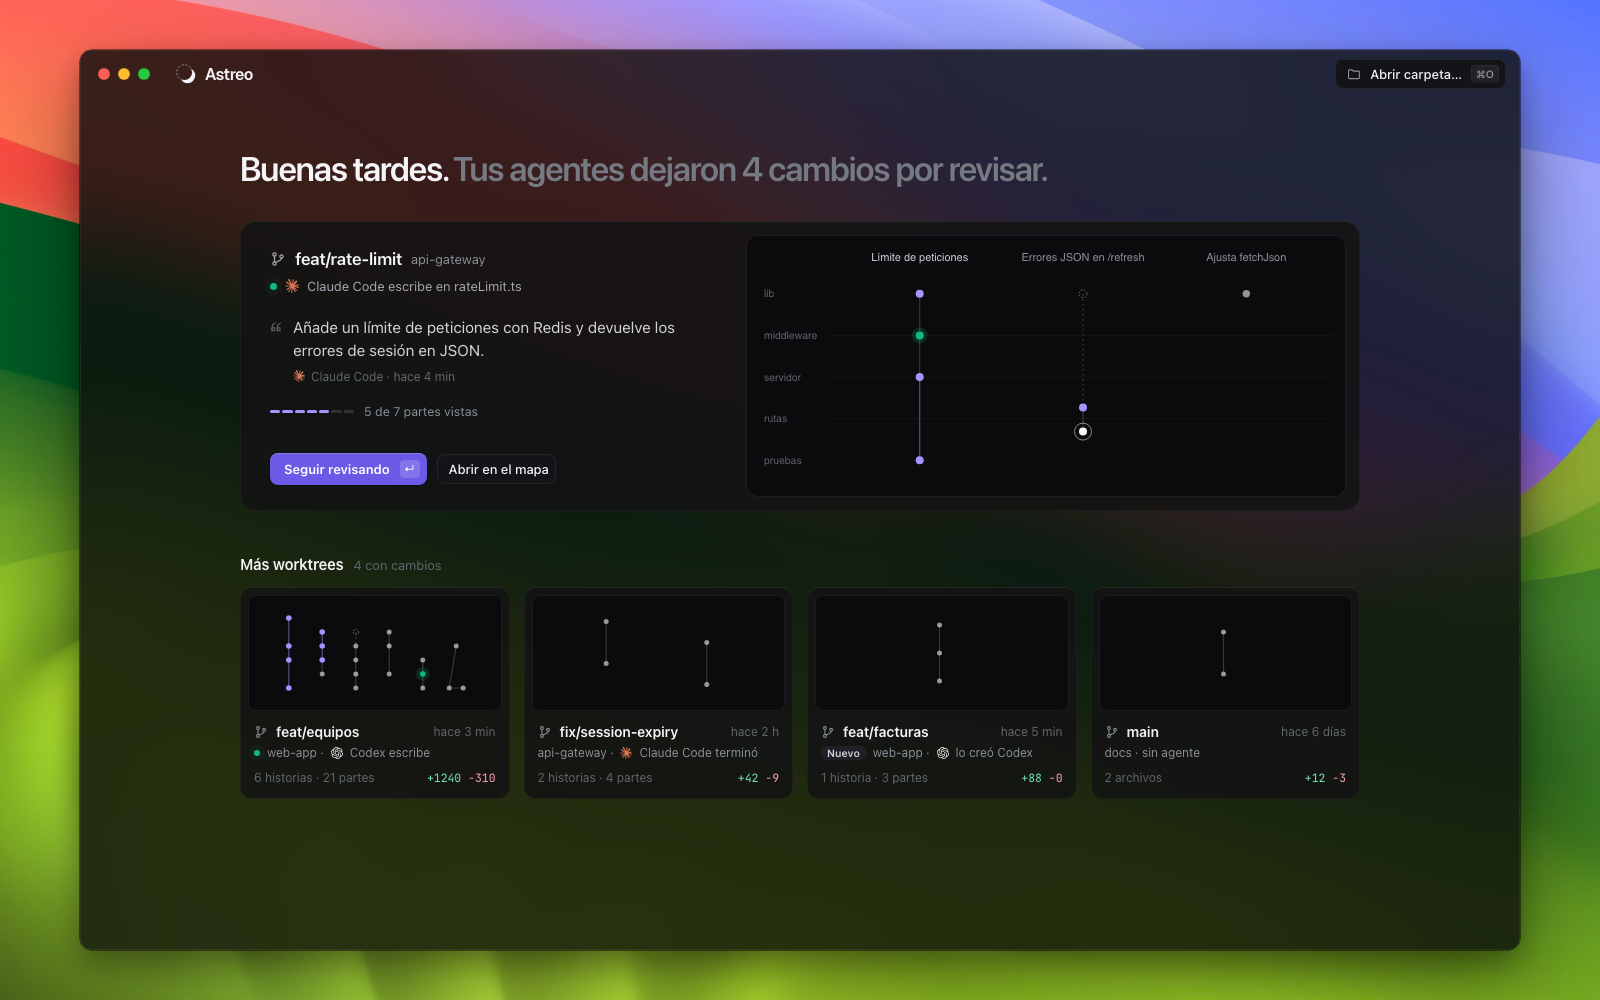 Astreo
Abrir carpeta... ⌘O
Buenas tardes. Tus agentes dejaron 4 cambios por revisar.
feat/rate-limit api-gateway
Claude Code escribe en rateLimit.ts
Añade un límite de peticiones con Redis y devuelve los
errores de sesión en JSON.
Claude Code · hace 4 min
5 de 7 partes vistas
Seguir revisando ↵
Abrir en el mapa
Límite de peticiones
Errores JSON en /refresh
Ajusta fetchJson
lib
middleware
servidor
rutas
pruebas
Más worktrees 4 con cambios
feat/equipos hace 3 min
web-app · Codex escribe
6 historias · 21 partes +1240 -310
fix/session-expiry hace 2 h
api-gateway · Claude Code terminó
2 historias · 4 partes +42 -9
feat/facturas hace 5 min
Nuevo web-app · lo creó Codex
1 historia · 3 partes +88 -0
main hace 6 días
docs · sin agente
2 archivos +12 -3